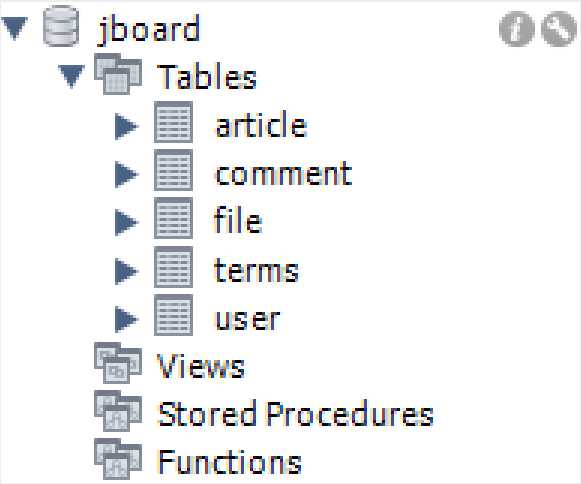 jboard
Tables
article
comment
file
terms
user
Views
Stored Procedures
Functions